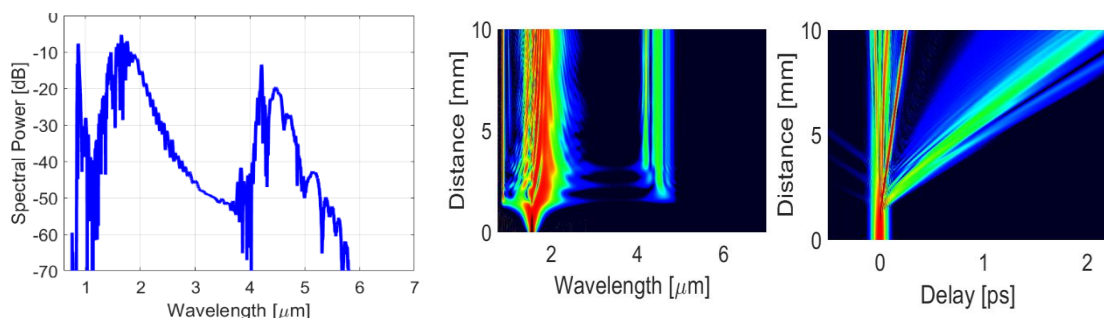 0
-10
-20
-30
-40
-50
-60
-70
Spectral Power [dB]
1 2 3 4 5 6 7
Wavelength [μm]
10
5
0
Distance [mm]
2 4 6
Wavelength [μm]
10
5
0
Distance [mm]
0 1 2
Delay [ps]